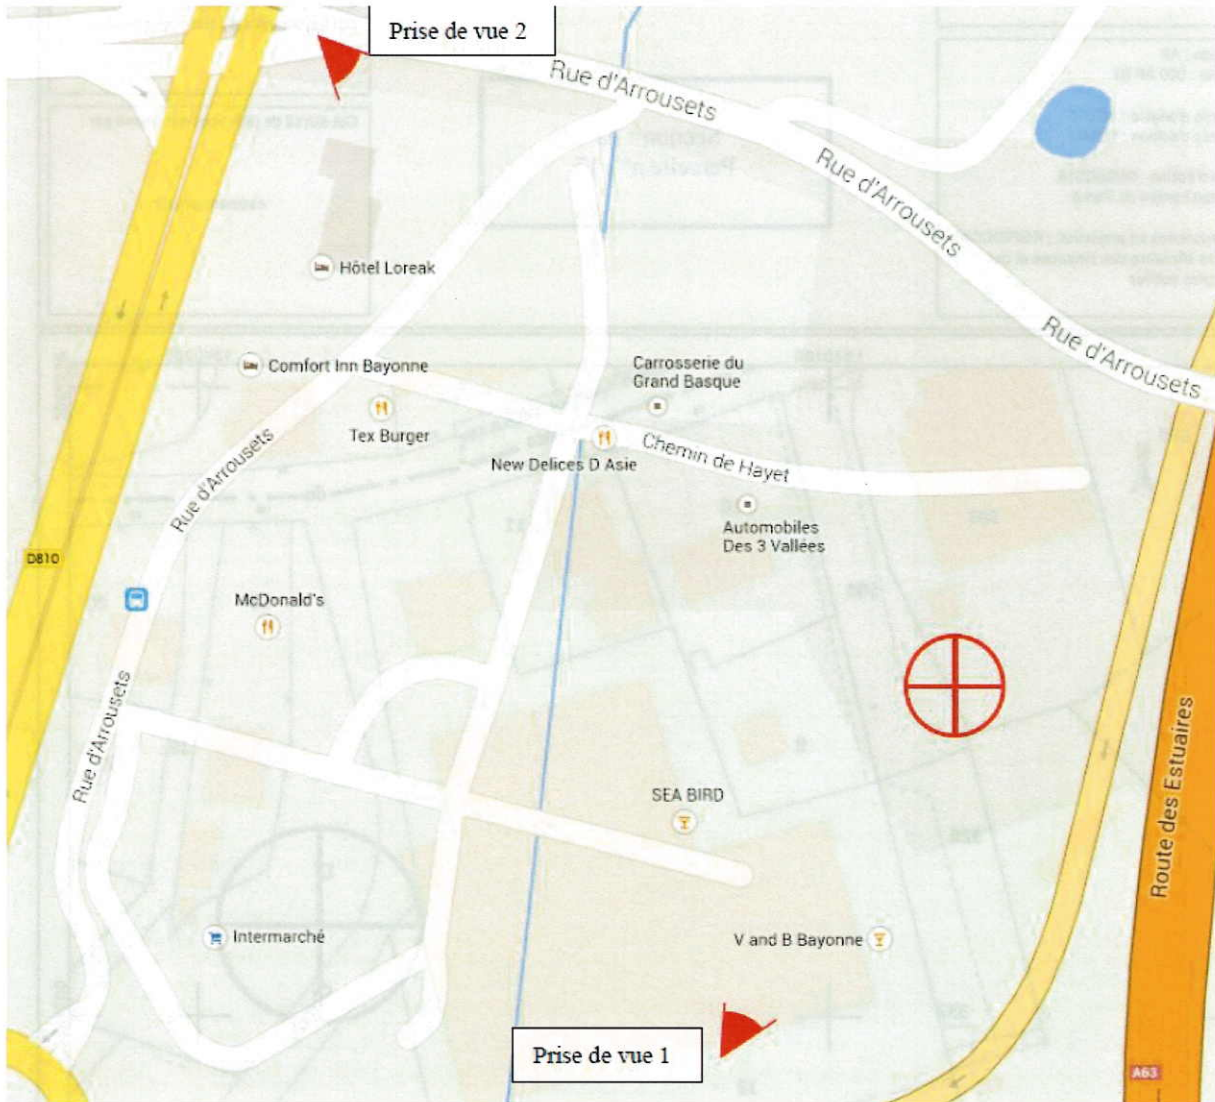 Prise de vue 2
Rue d'Arrousets
Rue d'Arrousets
Hôtel Loreak
Rue d'Arrousets
Comfort Inn Bayonne
Carrosserie du
Grand Basque
Tex Burger
New Delices D Asie
Chemin de Hayet
Rue d'Arrousets
Automobiles
Des 3 Vallées
D810
McDonald's
Rue d'Arrousets
SEA BIRD
Route des Estuaires
Intermarché
V and B Bayonne
Prise de vue 1
A63